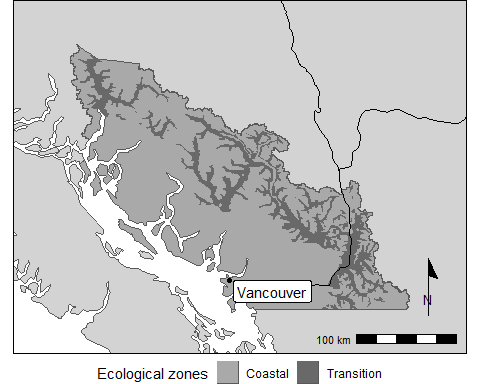 Vancouver
N
100 km
Ecological zones Coastal Transition